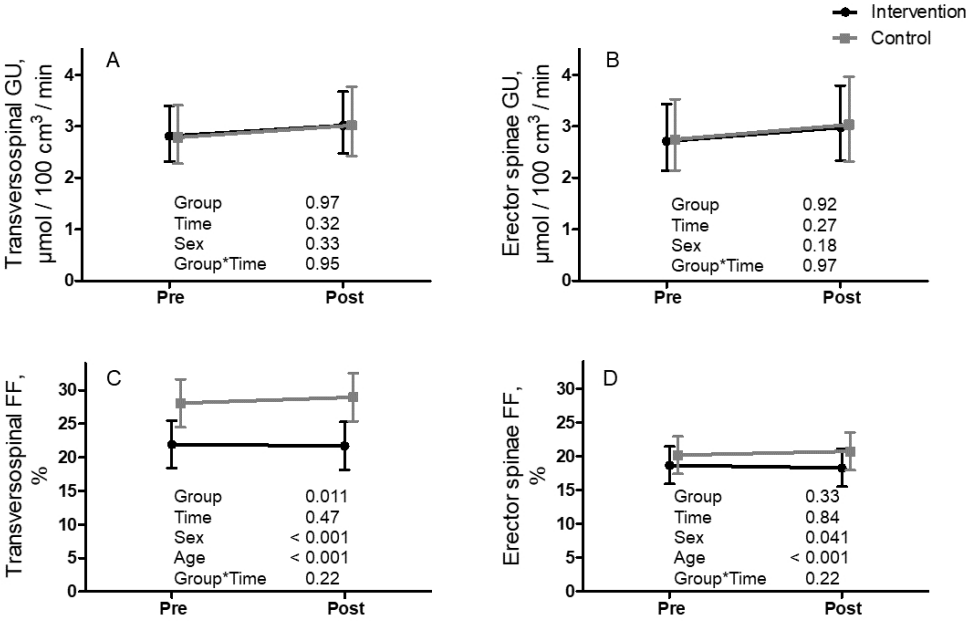 Intervention
Control
A
Transversospinal GU,
µmol / 100 cm³ / min
4
3
2
1
0
Group 0.97
Time 0.32
Sex 0.33
Group*Time 0.95
Pre Post
B
Erector spinae GU,
µmol / 100 cm³ / min
4
3
2
1
0
Group 0.92
Time 0.27
Sex 0.18
Group*Time 0.97
Pre Post
C
Transversospinal FF,
%
30
25
20
15
10
5
0
Group 0.011
Time 0.47
Sex < 0.001
Age < 0.001
Group*Time 0.22
Pre Post
D
Erector spinae FF,
%
30
25
20
15
10
5
0
Group 0.33
Time 0.84
Sex 0.041
Age < 0.001
Group*Time 0.22
Pre Post